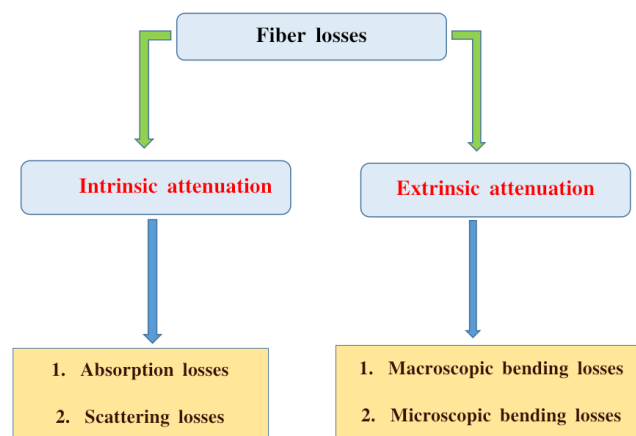 Fiber losses
Intrinsic attenuation
Extrinsic attenuation
1. Absorption losses
2. Scattering losses
1. Macroscopic bending losses
2. Microscopic bending losses